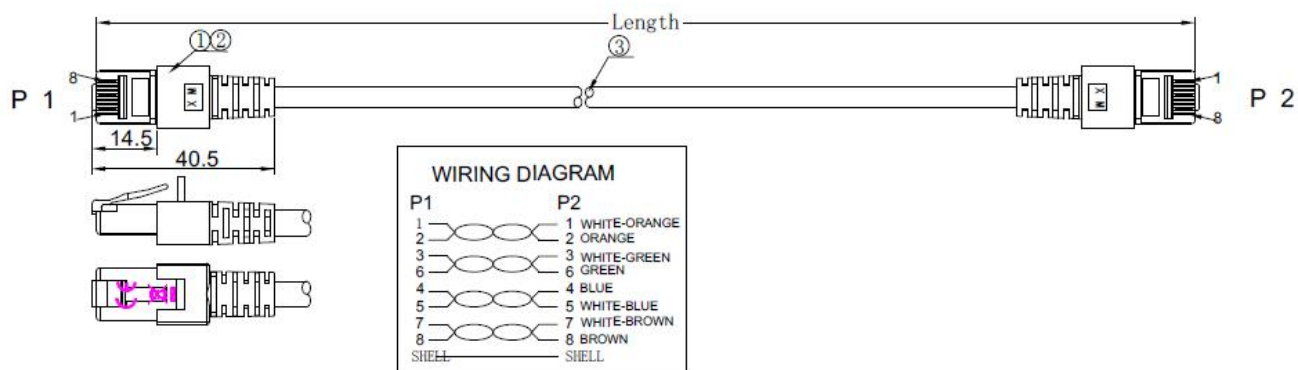 Length
①② ③
8 1
P 1 XM XM P 2
1 8
14.5
40.5
WIRING DIAGRAM
P1 P2
1 1 WHITE-ORANGE
2 2 ORANGE
3 3 WHITE-GREEN
6 6 GREEN
4 4 BLUE
5 5 WHITE-BLUE
7 7 WHITE-BROWN
8 8 BROWN
SHELL SHELL